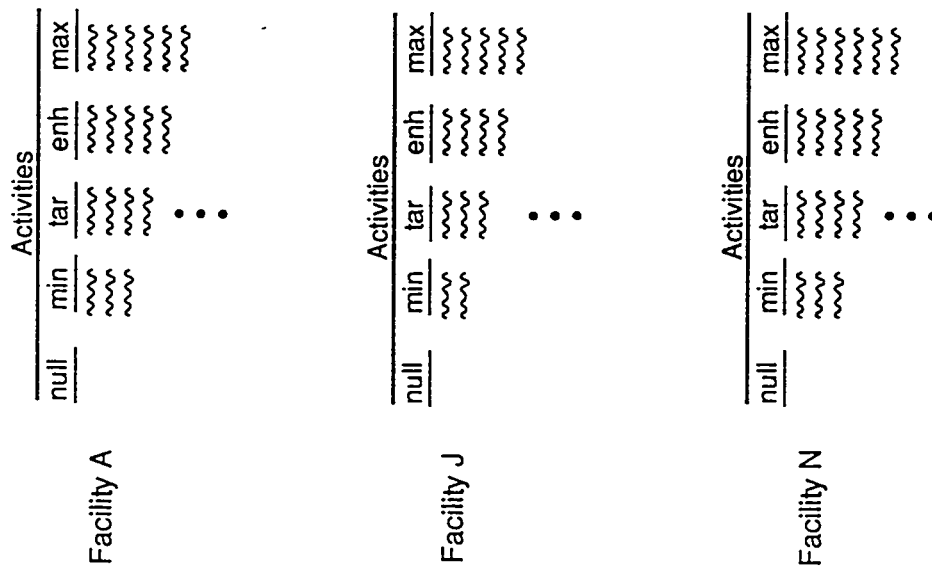 Activities
null min tar enh max
Facility A
Activities
null min tar enh max
Facility J
Activities
null min tar enh max
Facility N